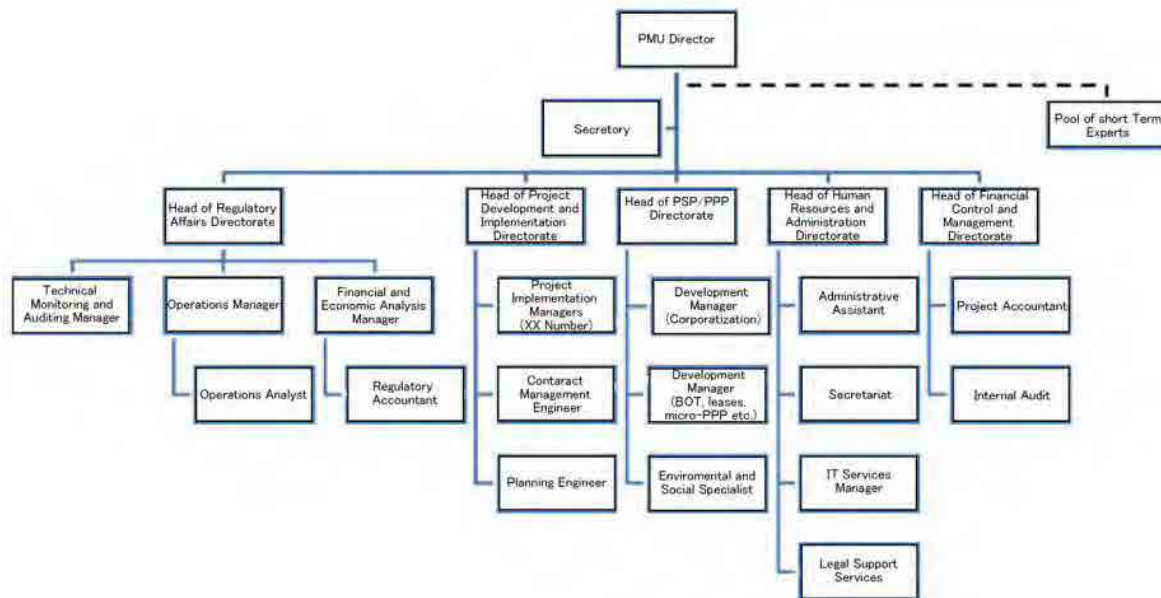 PMU Director
Secretory
Pool of short Term
Experts
Head of Regulatory
Affairs Directorate
Head of Project
Development and
Implementation
Directorate
Head of PSP/PPP
Directorate
Head of Human
Resources and
Administration
Directorate
Head of Financial
Control and
Management
Directorate
Technical
Monitoring and
Auditing Manager
Operations Manager
Financial and
Economic Analysis
Manager
Project
Implementation
Managers
(XX Number)
Development
Manager
(Corporatization)
Administrative
Assistant
Project Accountant
Operations Analyst
Regulatory
Accountant
Contaract
Management
Engineer
Development
Manager
(BOT, leases,
micro-PPP etc.)
Secretariat
Internal Audit
Planning Engineer
Enviromental and
Social Specialist
IT Services
Manager
Legal Support
Services